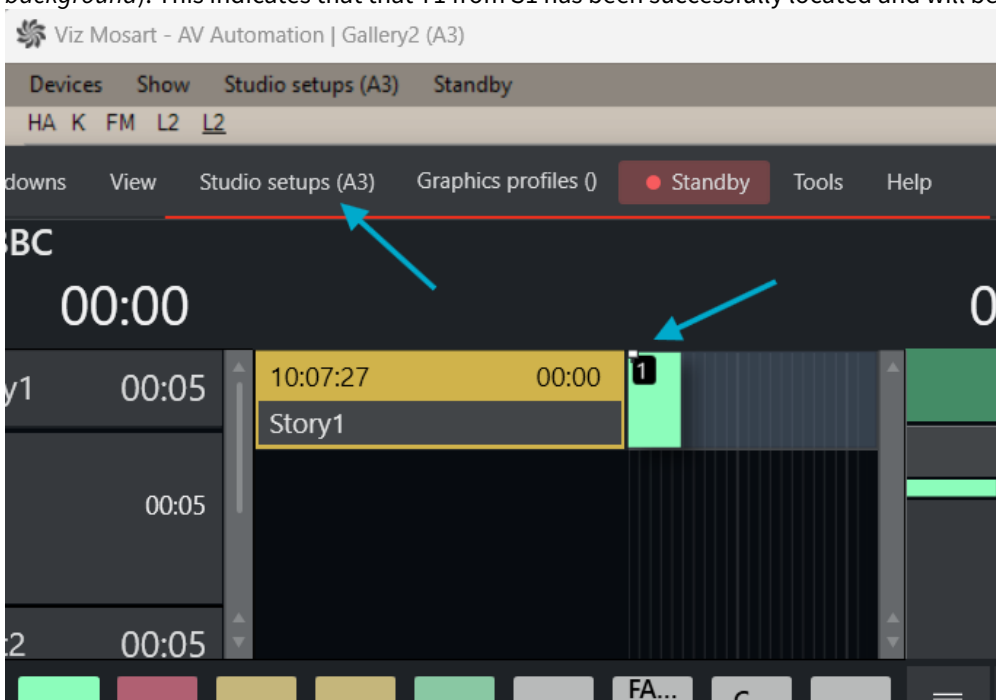 background). This indicates that that T1 from S1 has been successfully located and will be
Viz Mosart - AV Automation | Gallery2 (A3)
Devices Show Studio setups (A3) Standby
HA K FM L2 L2
downs View Studio setups (A3) Graphics profiles () Standby Tools Help
BBC
00:00 0
y1 00:05 10:07:27 00:00 1
Story1
00:05
2 00:05
FA...
C